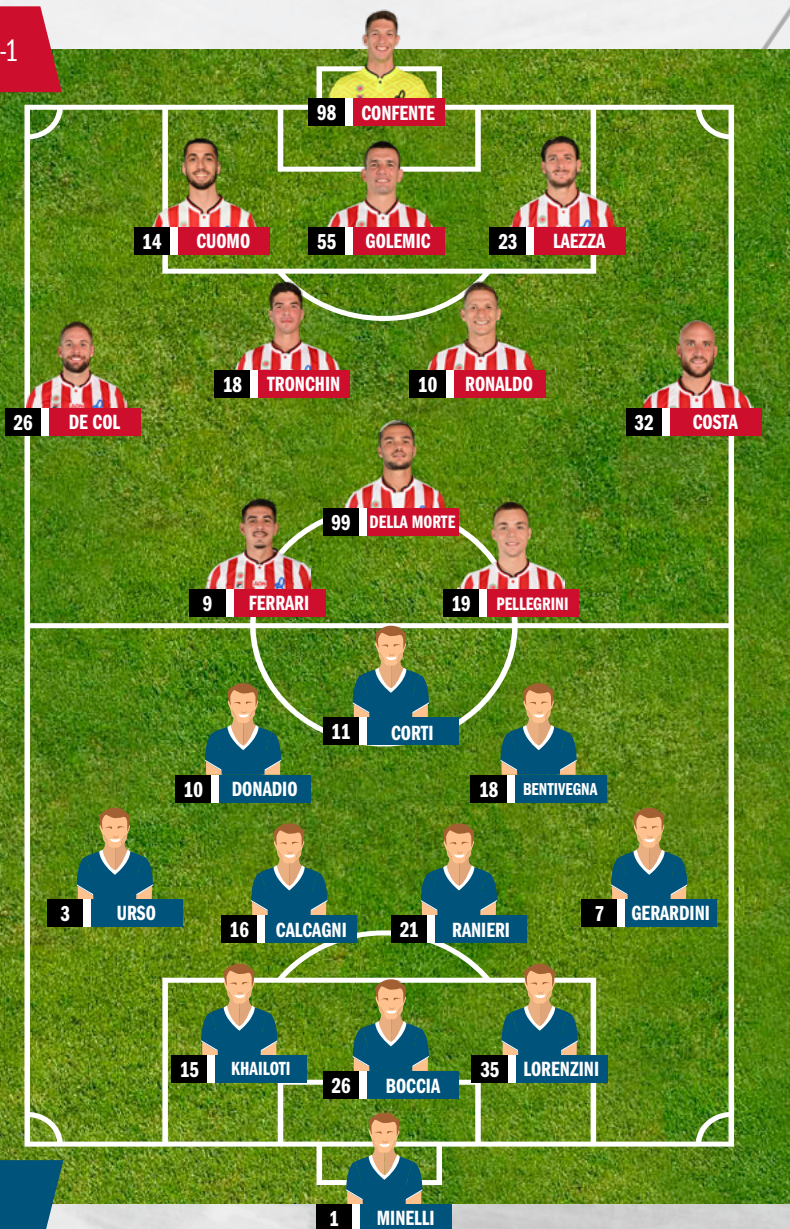 -1
98 CONFENTE
14 CUOMO
55 GOLEMIC
23 LAEZZA
18 TRONCHIN
10 RONALDO
26 DE COL
32 COSTA
99 DELLA MORTE
9 FERRARI
19 PELLEGRINI
11 CORTI
10 DONADIO
18 BENTIVEGNA
3 URSO
16 CALCAGNI
21 RANIERI
7 GERARDINI
15 KHAILOTI
26 BOCCIA
35 LORENZINI
1 MINELLI